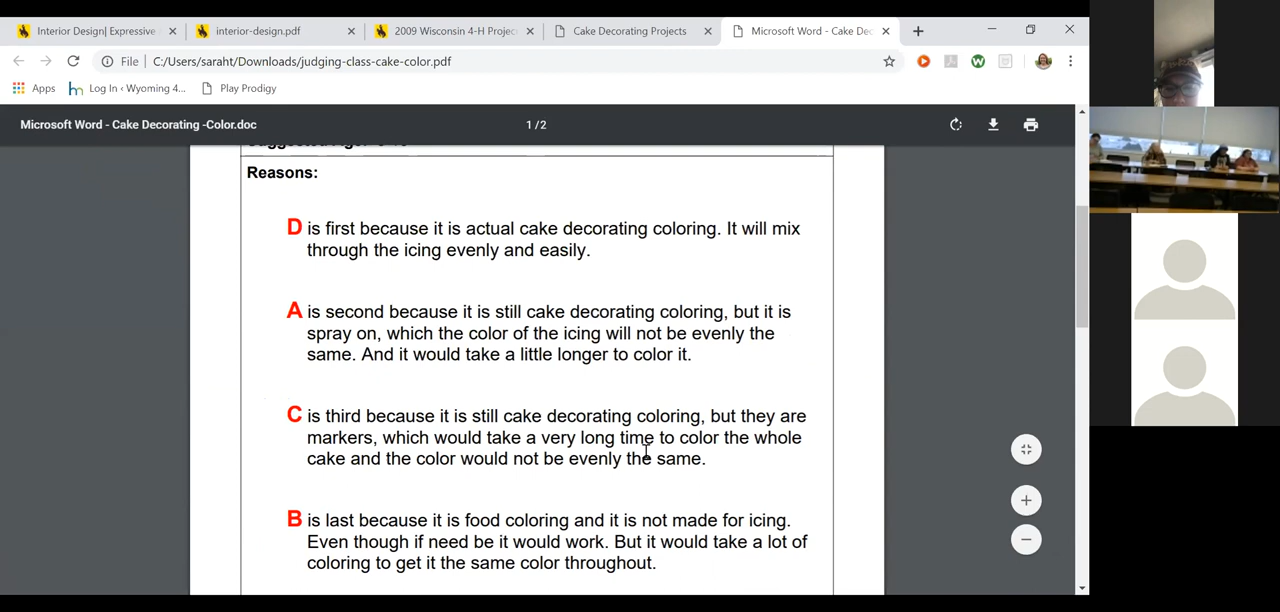 Interior Design| Expressive
interior-design.pdf
2009 Wisconsin 4-H Projec
Cake Decorating Projects
Microsoft Word - Cake Dec
File
C:/Users/saraht/Downloads/judging-class-cake-color.pdf
Apps
Log In ‹ Wyoming 4...
Play Prodigy
Microsoft Word - Cake Decorating -Color.doc
1 / 2
Reasons:
D is first because it is actual cake decorating coloring. It will mix
through the icing evenly and easily.
A is second because it is still cake decorating coloring, but it is
spray on, which the color of the icing will not be evenly the
same. And it would take a little longer to color it.
C is third because it is still cake decorating coloring, but they are
markers, which would take a very long time to color the whole
cake and the color would not be evenly the same.
B is last because it is food coloring and it is not made for icing.
Even though if need be it would work. But it would take a lot of
coloring to get it the same color throughout.